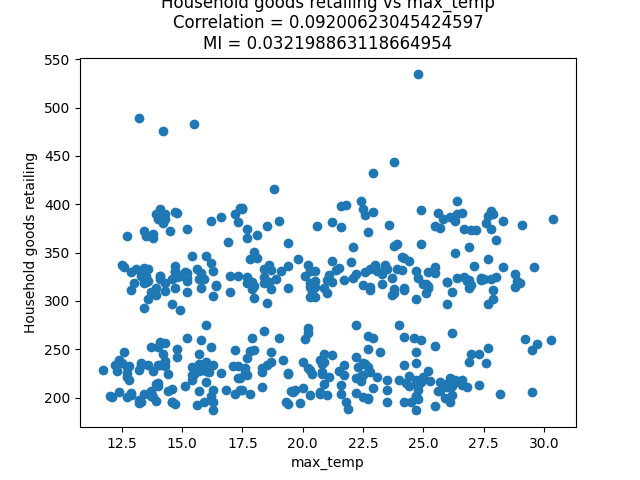 Household goods retailing vs max_temp
Correlation = 0.09200623045424597
MI = 0.032198863118664954
550
500
450
400
350
300
250
200
Household goods retailing
12.5 15.0 17.5 20.0 22.5 25.0 27.5 30.0
max_temp